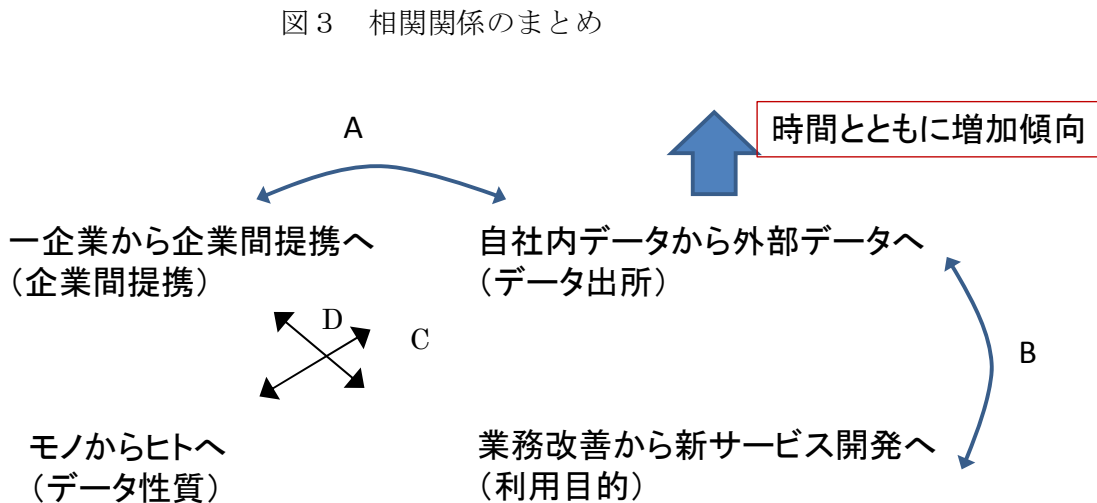 図３　相関関係のまとめ
A
時間とともに増加傾向
一企業から企業間提携へ
（企業間提携）
自社内データから外部データへ
（データ出所）
D
C
B
モノからヒトへ
（データ性質）
業務改善から新サービス開発へ
（利用目的）